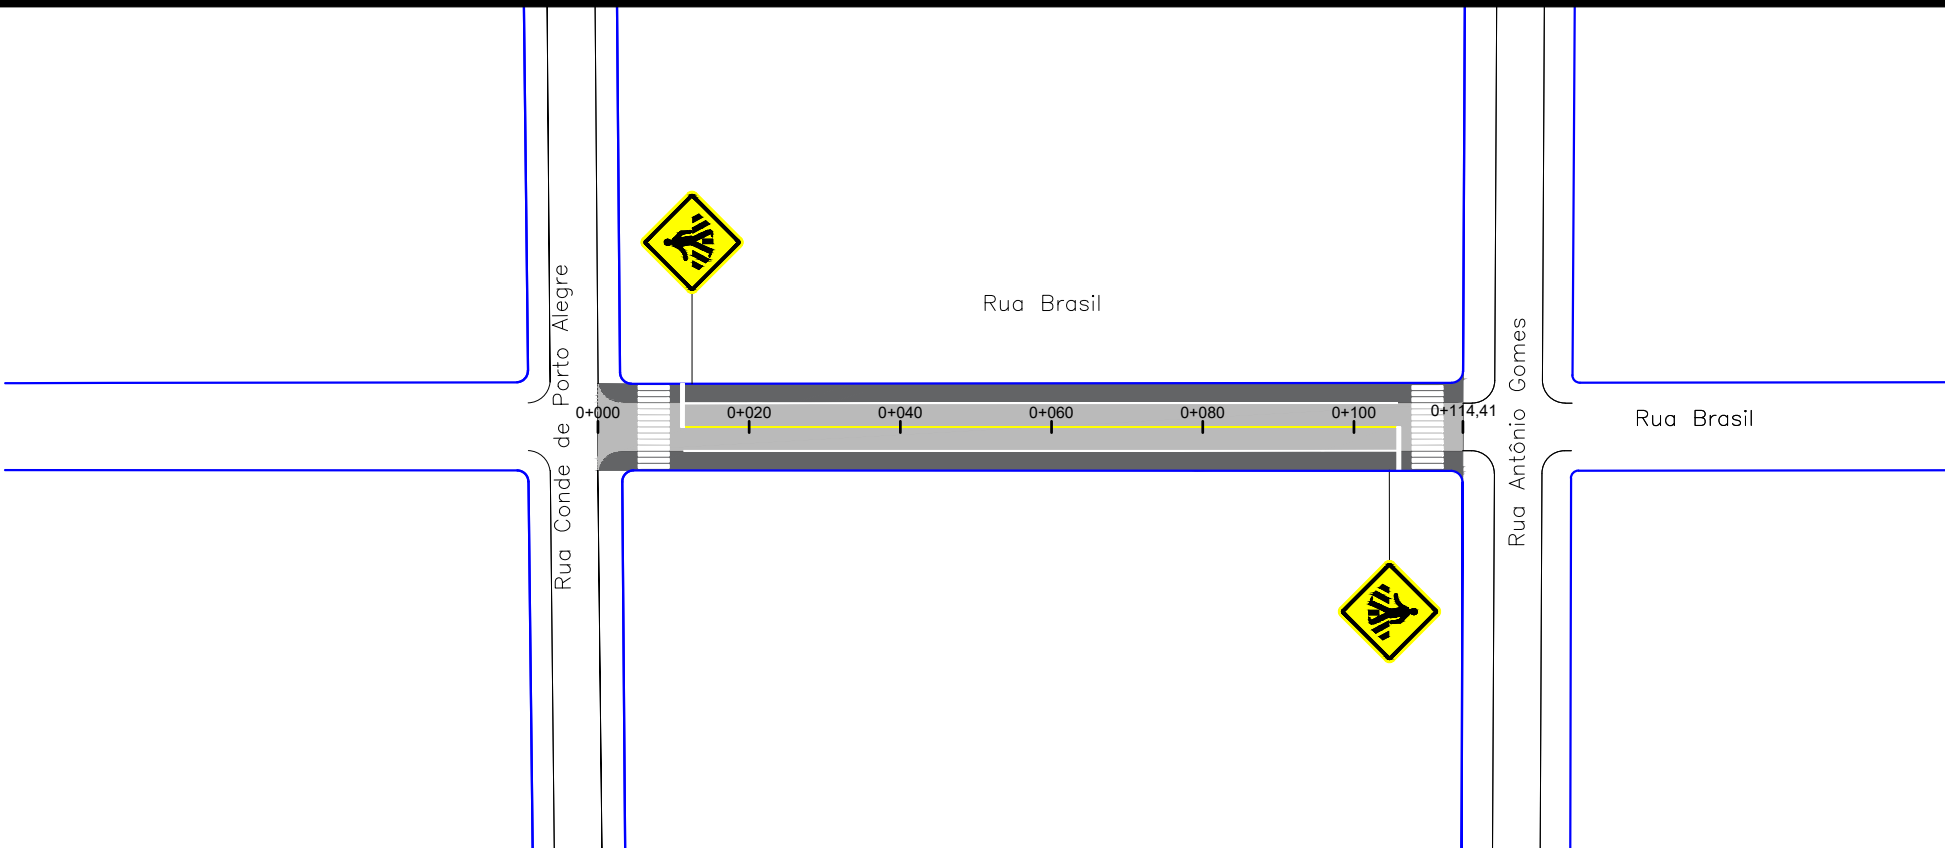 Rua Brasil
Rua Conde de Porto Alegre
Rua Antônio Gomes
0+000
0+020
0+040
0+060
0+080
0+100
0+114,41
Rua Brasil